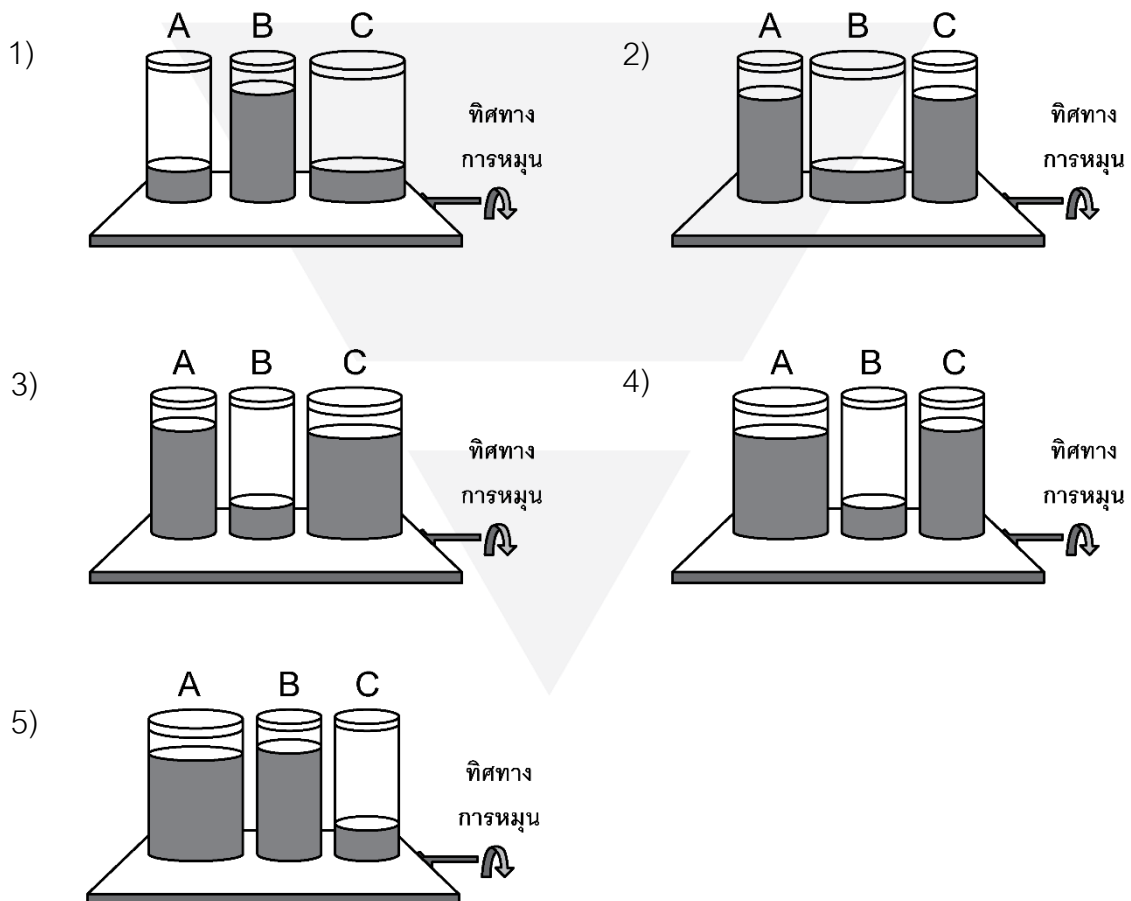 1)
A B C
ทิศทาง
การหมุน
2)
A B C
ทิศทาง
การหมุน
3)
A B C
ทิศทาง
การหมุน
4)
A B C
ทิศทาง
การหมุน
5)
A B C
ทิศทาง
การหมุน